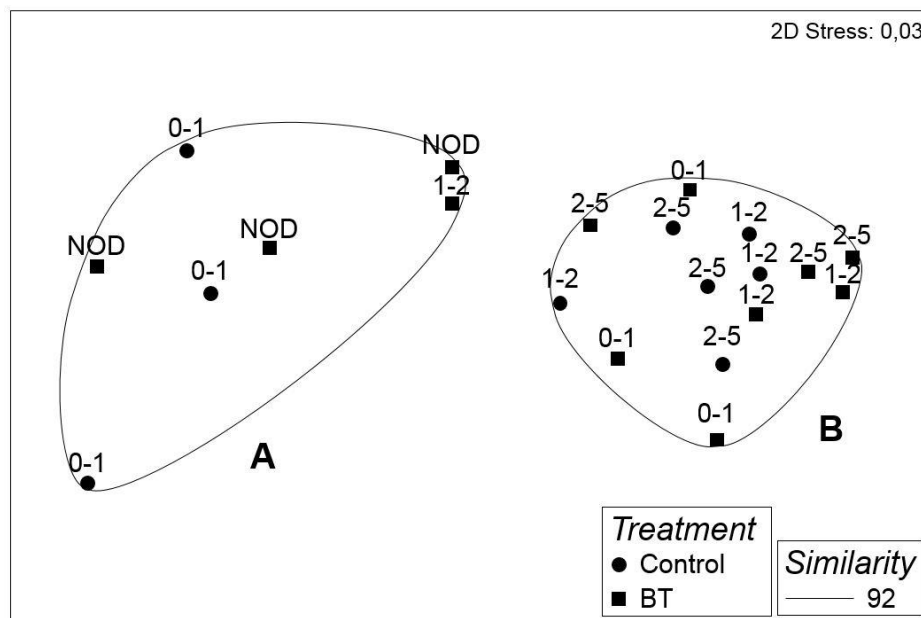 2D Stress: 0,03
0-1
NOD
1-2
NOD
NOD
0-1
0-1
A
0-1
2-5
2-5
1-2
2-5
1-2
2-5
1-2
1-2
2-5
1-2
0-1
2-5
0-1
B
Treatment
Control
BT
Similarity
92